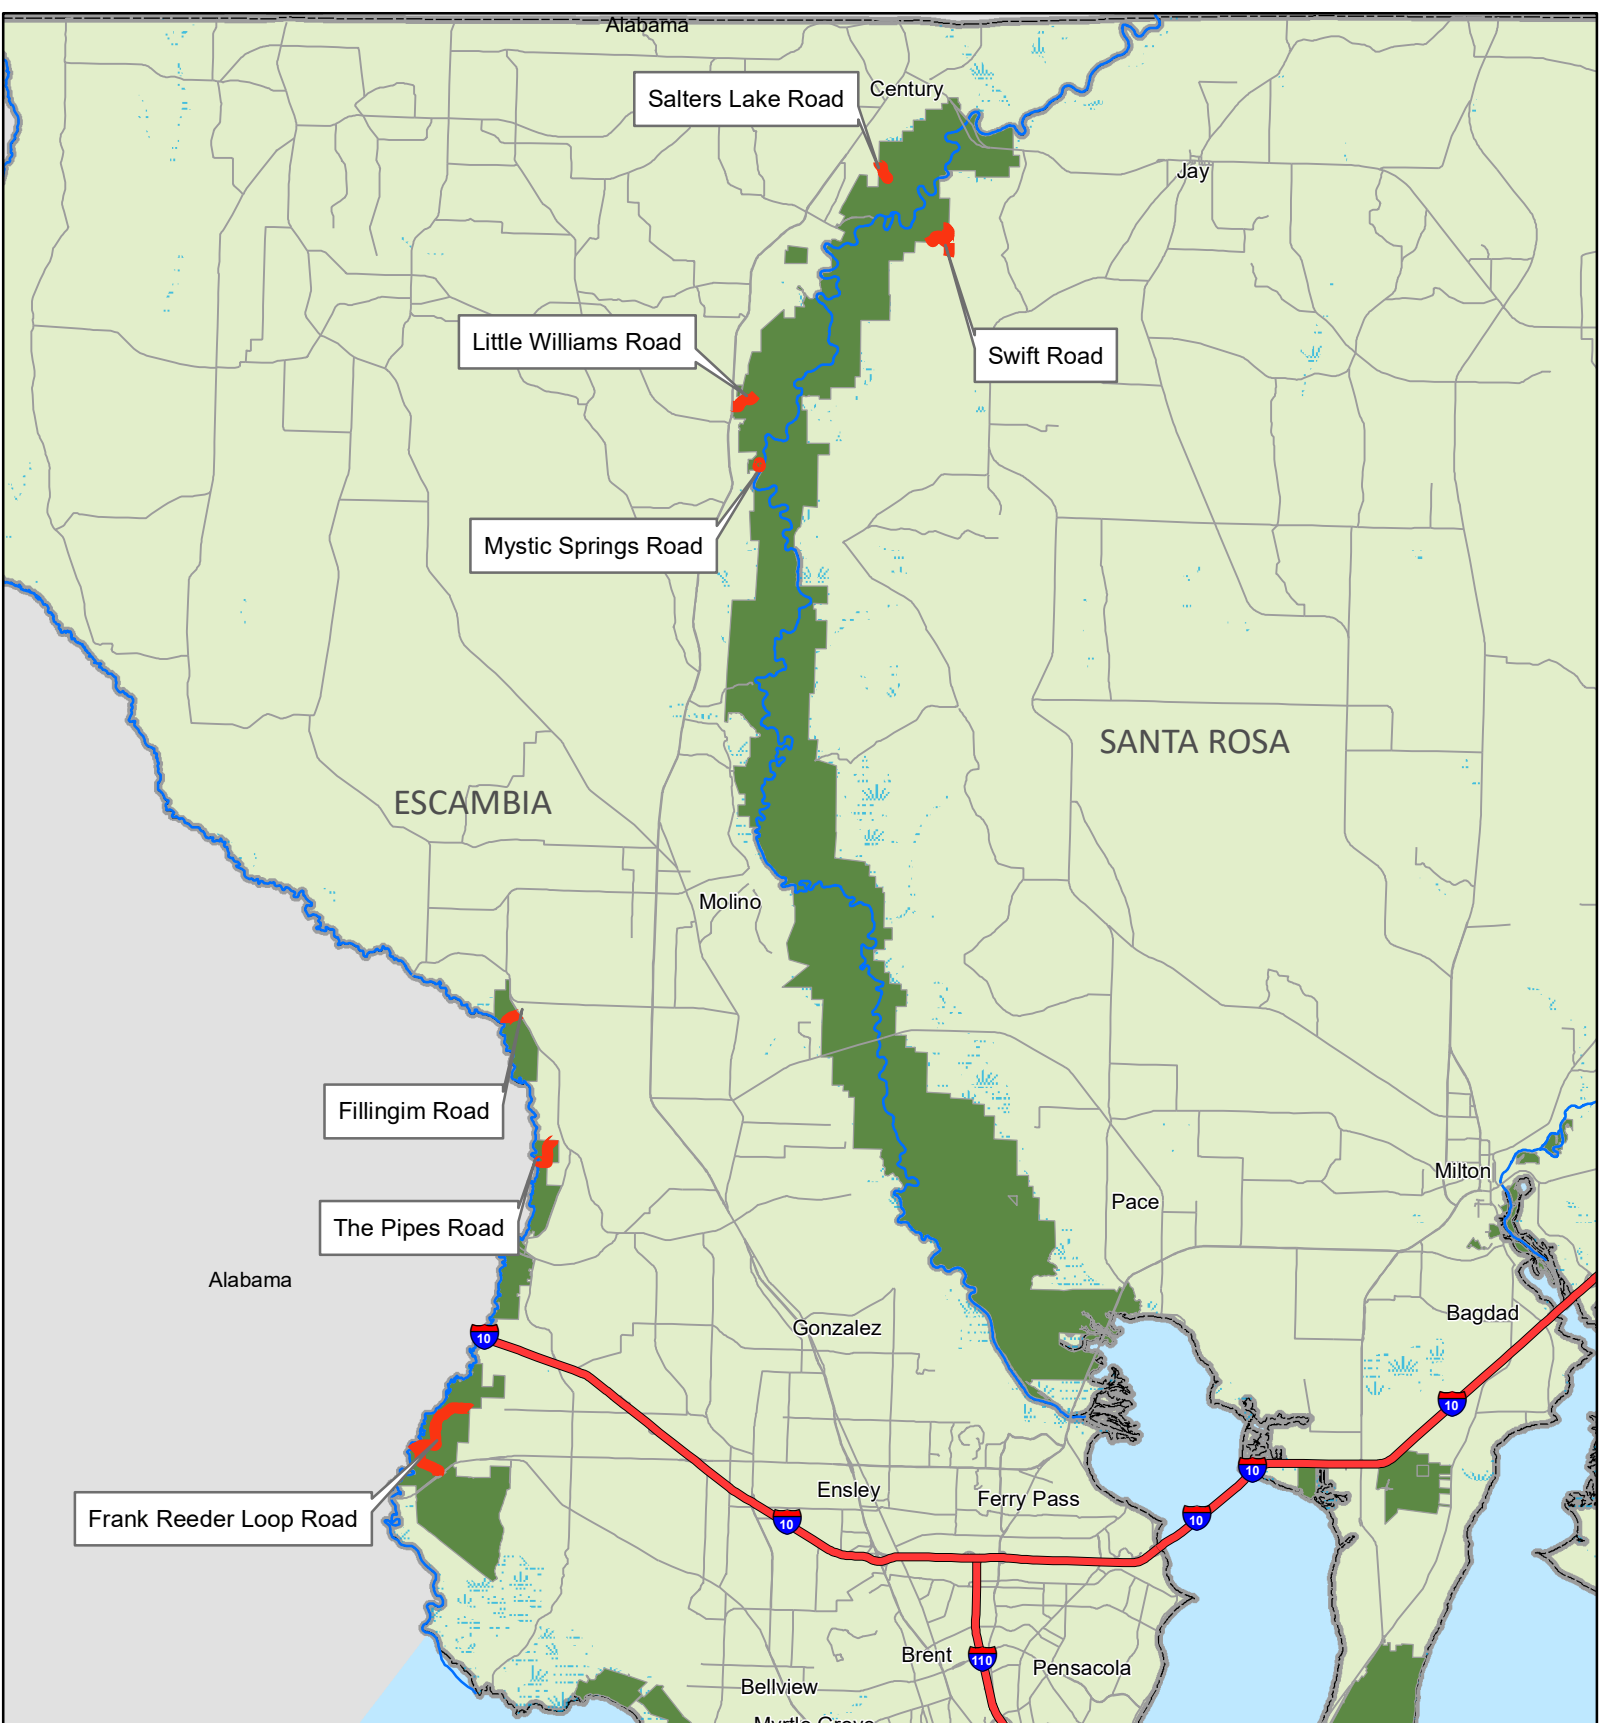 Alabama
Century
Salters Lake Road
Jay
Little Williams Road
Swift Road
Mystic Springs Road
SANTA ROSA
ESCAMBIA
Molino
Fillingim Road
Milton
Pace
The Pipes Road
Alabama
Bagdad
Gonzalez
10
10
10
Ensley
Ferry Pass
Frank Reeder Loop Road
10
10
Brent
110
Pensacola
Bellview
Myrtle Grove